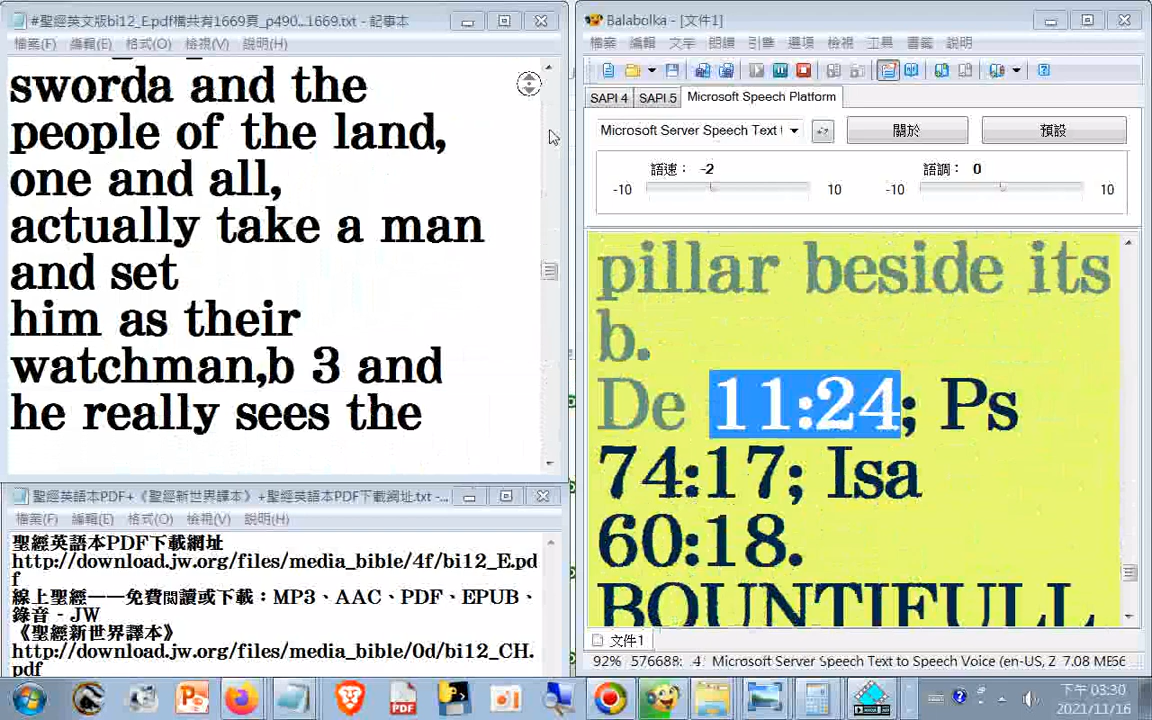 #聖經英文版bi12_E.pdf檔共有1669頁_p490...1669.txt - 記事本
檔案(F) 編輯(E) 格式(O) 檢視(V) 說明(H)
sworda and the
people of the land,
one and all,
actually take a man
and set
him as their
watchman,b 3 and
he really sees the
聖經英語本PDF+《聖經新世界譯本》+聖經英語本PDF下載網址.txt - ...
檔案(F) 編輯(E) 格式(O) 檢視(V) 說明(H)
聖經英語本PDF下載網址
http://download.jw.org/files/media_bible/4f/bi12_E.pd
f
線上聖經──免費閱讀或下載：MP3、AAC、PDF、EPUB、
錄音 - JW
《聖經新世界譯本》
http://download.jw.org/files/media_bible/0d/bi12_CH.
pdf
Balabolka - [文件1]
檔案 編輯 文字 朗讀 引擎 選項 檢視 工具 書籤 說明
SAPI 4 SAPI 5 Microsoft Speech Platform
Microsoft Server Speech Text 關於 預設
語速： -2 語調： 0
-10 10 -10 10
pillar beside its
b.
De 11:24; Ps
74:17; Isa
60:18.
BOUNTIFULL
文件1
92% 576688: Microsoft Server Speech Text to Speech Voice (en-US, Z 7.08 MB
下午 03:30
2021/11/16